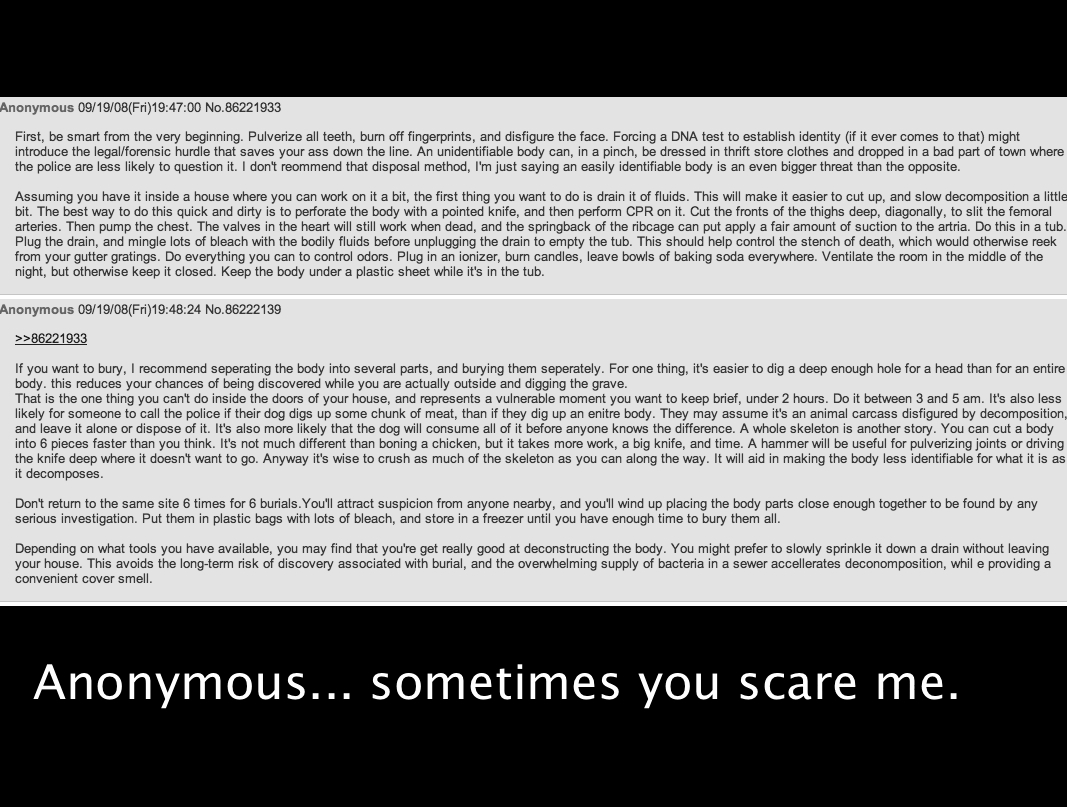 Anonymous 09/19/08(Fri)19:47:00 No.86221933
First, be smart from the very beginning. Pulverize all teeth, burn off fingerprints, and disfigure the face. Forcing a DNA test to establish identity (if it ever comes to that) might
introduce the legal/forensic hurdle that saves your ass down the line. An unidentifiable body can, in a pinch, be dressed in thrift store clothes and dropped in a bad part of town where
the police are less likely to question it. I don't reommend that disposal method, I'm just saying an easily identifiable body is an even bigger threat than the opposite.
Assuming you have it inside a house where you can work on it a bit, the first thing you want to do is drain it of fluids. This will make it easier to cut up, and slow decomposition a little
bit. The best way to do this quick and dirty is to perforate the body with a pointed knife, and then perform CPR on it. Cut the fronts of the thighs deep, diagonally, to slit the femoral
arteries. Then pump the chest. The valves in the heart will still work when dead, and the springback of the ribcage can put apply a fair amount of suction to the artria. Do this in a tub.
Plug the drain, and mingle lots of bleach with the bodily fluids before unplugging the drain to empty the tub. This should help control the stench of death, which would otherwise reek
from your gutter gratings. Do everything you can to control odors. Plug in an ionizer, burn candles, leave bowls of baking soda everywhere. Ventilate the room in the middle of the
night, but otherwise keep it closed. Keep the body under a plastic sheet while it's in the tub.
Anonymous 09/19/08(Fri)19:48:24 No.86222139
>>86221933
If you want to bury, I recommend seperating the body into several parts, and burying them seperately. For one thing, it's easier to dig a deep enough hole for a head than for an entire
body. this reduces your chances of being discovered while you are actually outside and digging the grave.
That is the one thing you can't do inside the doors of your house, and represents a vulnerable moment you want to keep brief, under 2 hours. Do it between 3 and 5 am. It's also less
likely for someone to call the police if their dog digs up some chunk of meat, than if they dig up an enitre body. They may assume it's an animal carcass disfigured by decomposition,
and leave it alone or dispose of it. It's also more likely that the dog will consume all of it before anyone knows the difference. A whole skeleton is another story. You can cut a body
into 6 pieces faster than you think. It's not much different than boning a chicken, but it takes more work, a big knife, and time. A hammer will be useful for pulverizing joints or driving
the knife deep where it doesn't want to go. Anyway it's wise to crush as much of the skeleton as you can along the way. It will aid in making the body less identifiable for what it is as
it decomposes.
Don't return to the same site 6 times for 6 burials.You'll attract suspicion from anyone nearby, and you'll wind up placing the body parts close enough together to be found by any
serious investigation. Put them in plastic bags with lots of bleach, and store in a freezer until you have enough time to bury them all.
Depending on what tools you have available, you may find that you're get really good at deconstructing the body. You might prefer to slowly sprinkle it down a drain without leaving
your house. This avoids the long-term risk of discovery associated with burial, and the overwhelming supply of bacteria in a sewer accellerates deconomposition, whil e providing a
convenient cover smell.
Anonymous... sometimes you scare me.